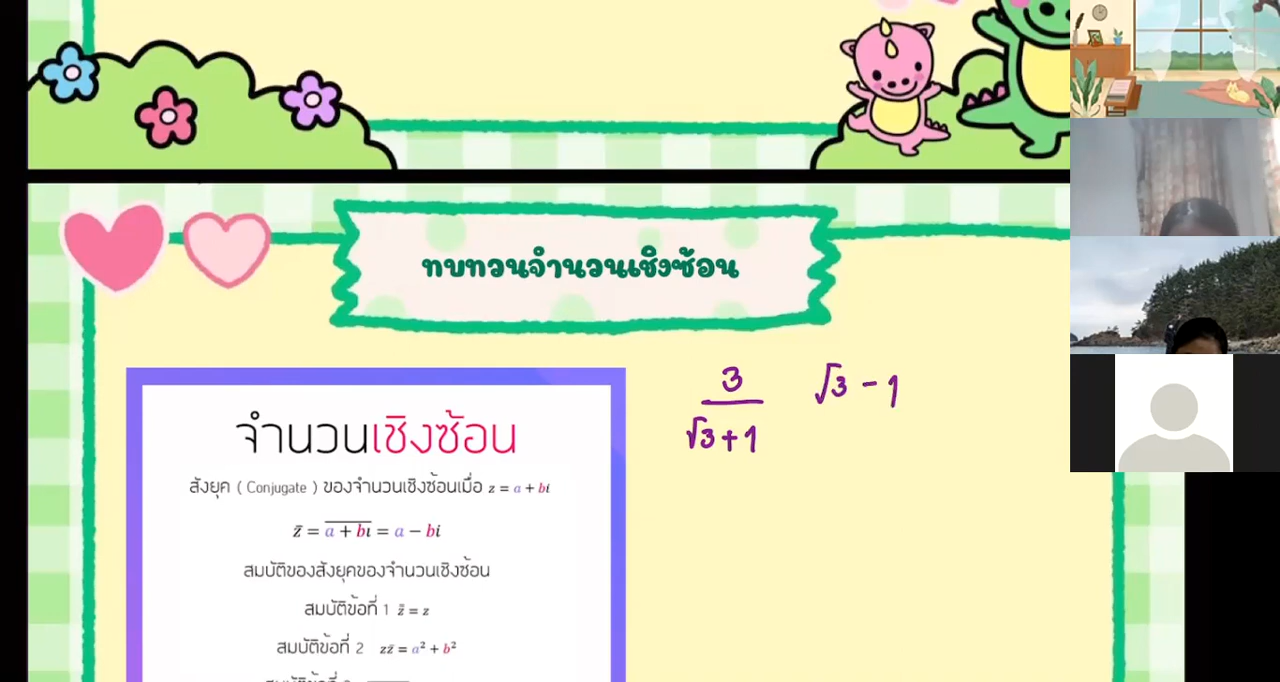 ทบทวนจำนวนเชิงซ้อน
3
√3+1
√3 - 1
จำนวนเชิงซ้อน
สังยุค ( Conjugate ) ของจำนวนเชิงซ้อนเมื่อ z = a + bi
z̄ = \overline{a + bi} = a − bi
สมบัติของสังยุคของจำนวนเชิงซ้อน
สมบัติข้อที่ 1 z̿ = z
สมบัติข้อที่ 2 zz̄ = a² + b²